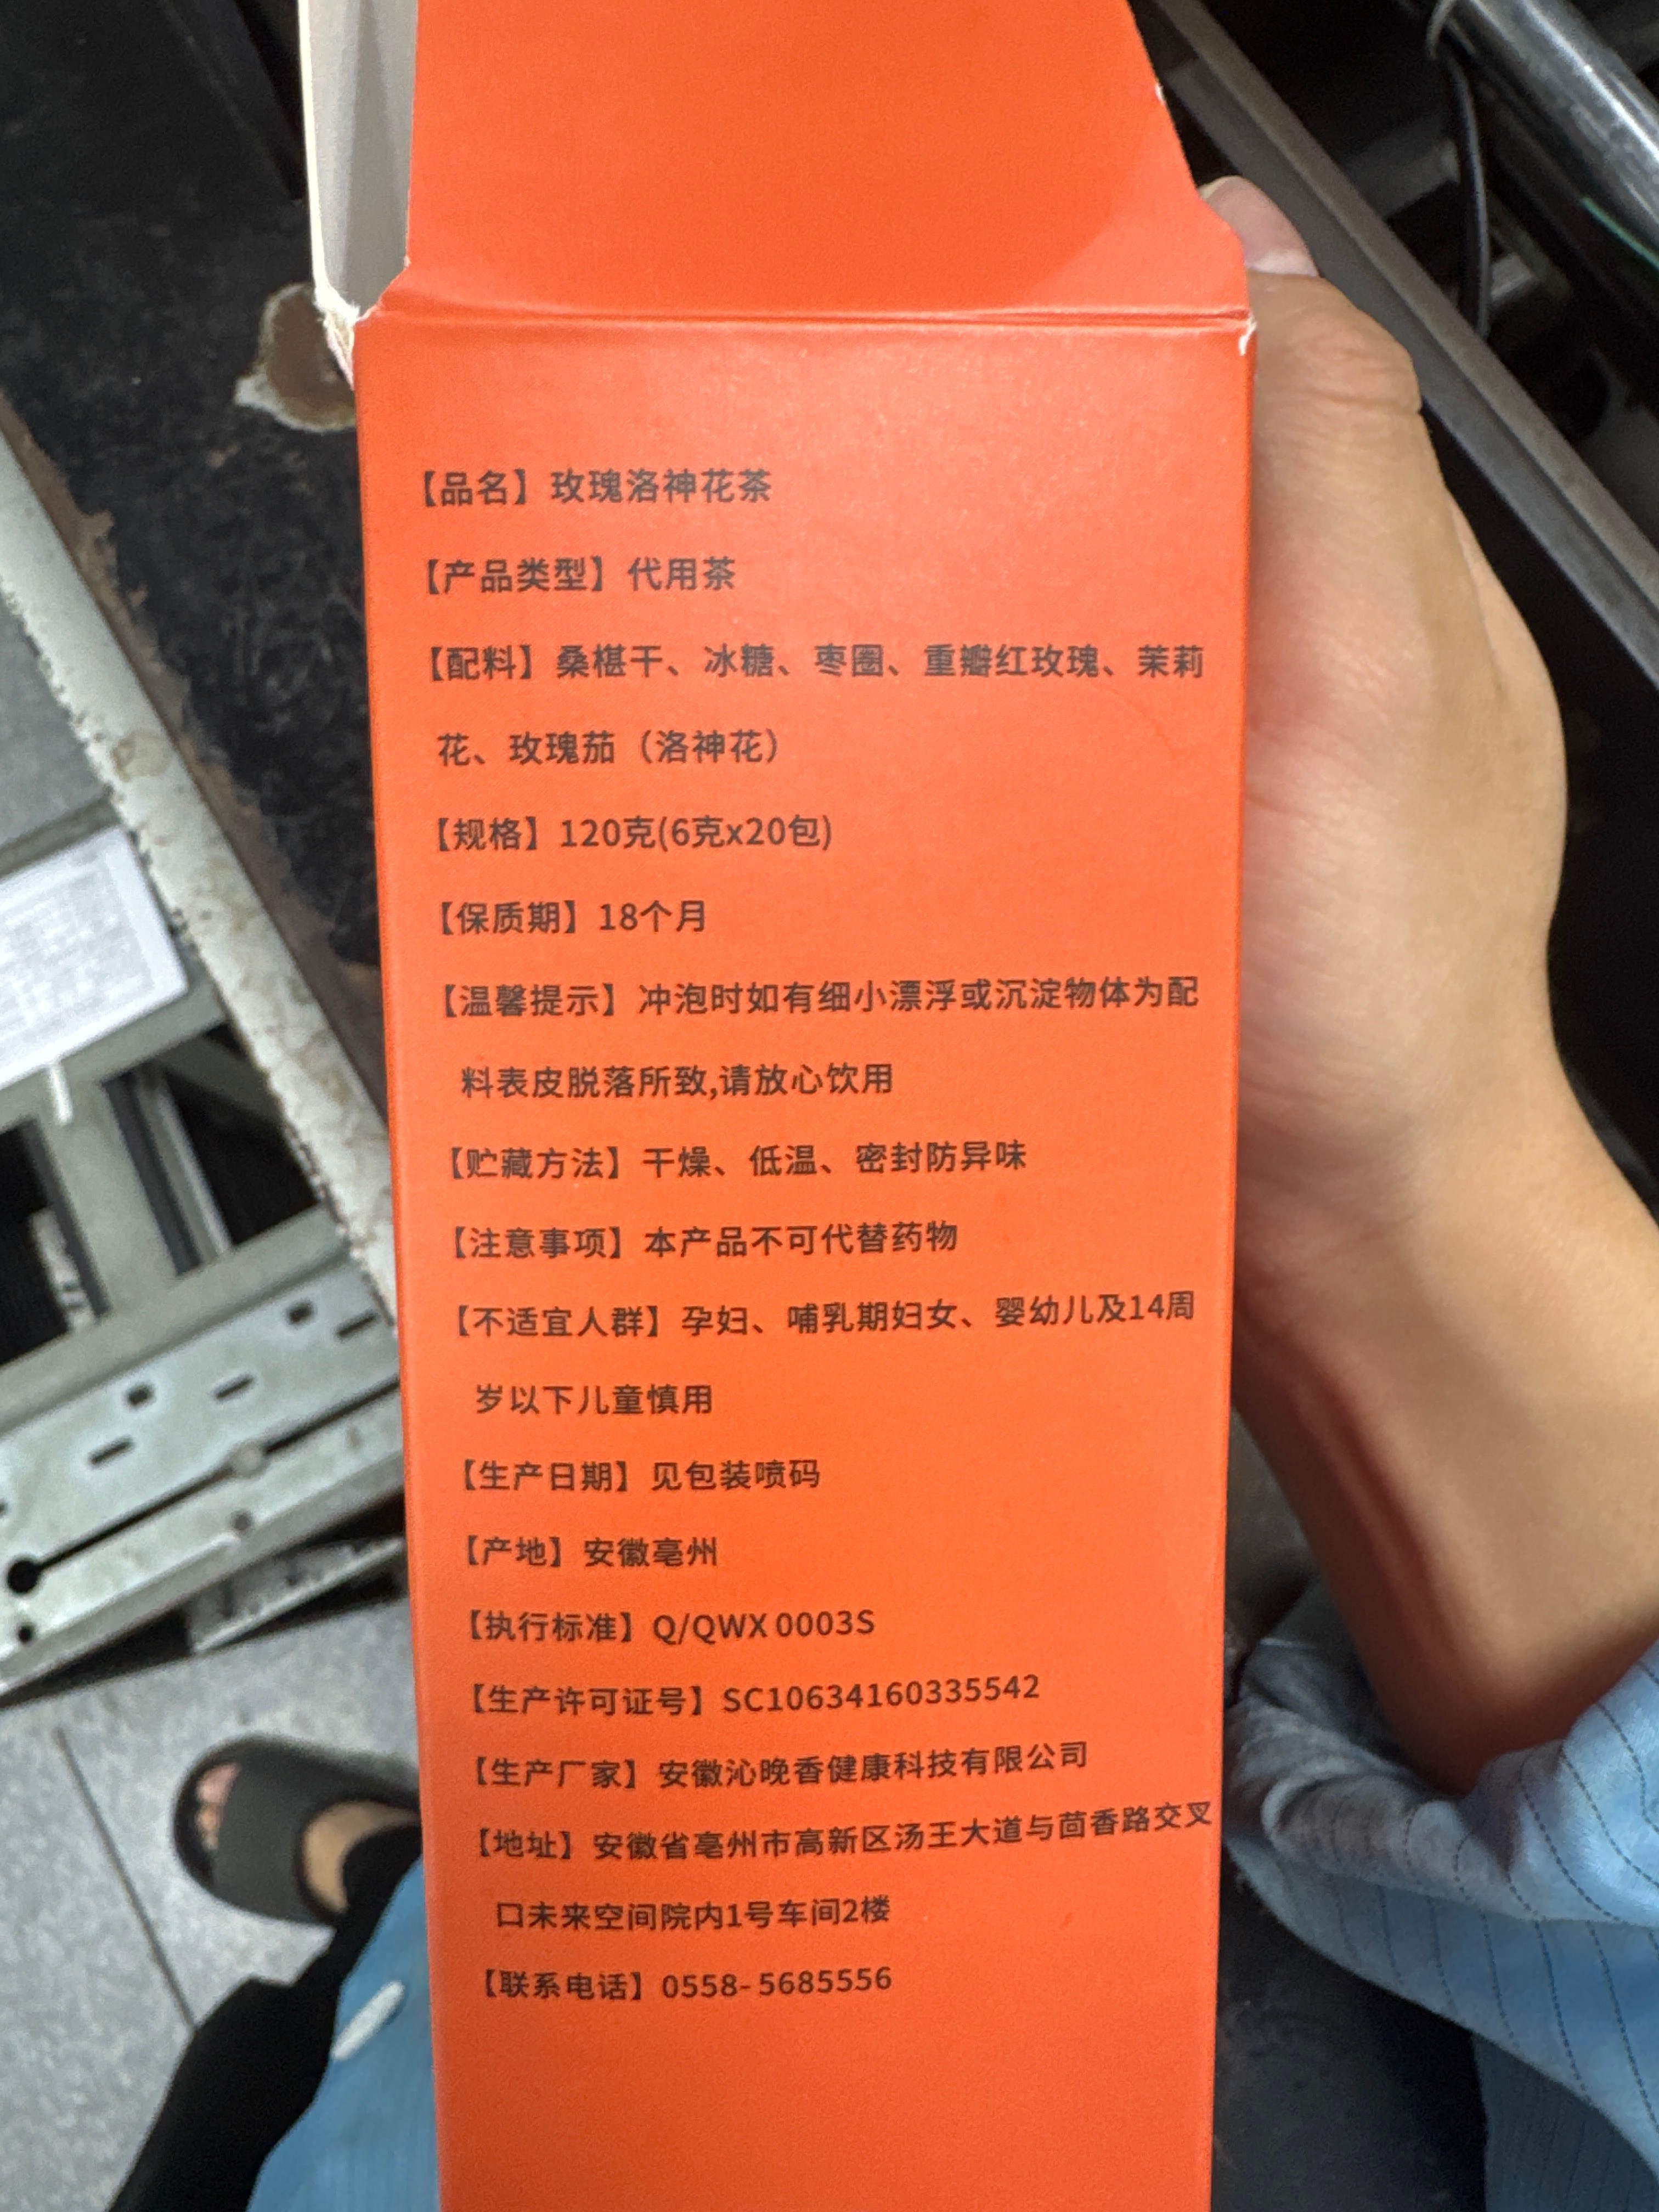 【品名】玫瑰洛神花茶
【产品类型】代用茶
【配料】桑椹干、冰糖、枣圈、重瓣红玫瑰、茉莉
花、玫瑰茄（洛神花）
【规格】120克(6克x20包)
【保质期】18个月
【温馨提示】冲泡时如有细小漂浮或沉淀物体为配
料表皮脱落所致,请放心饮用
【贮藏方法】干燥、低温、密封防异味
【注意事项】本产品不可代替药物
【不适宜人群】孕妇、哺乳期妇女、婴幼儿及14周
岁以下儿童慎用
【生产日期】见包装喷码
【产地】安徽亳州
【执行标准】Q/QWX 0003S
【生产许可证号】SC10634160335542
【生产厂家】安徽沁晚香健康科技有限公司
【地址】安徽省亳州市高新区汤王大道与茴香路交叉
口未来空间院内1号车间2楼
【联系电话】0558-5685556